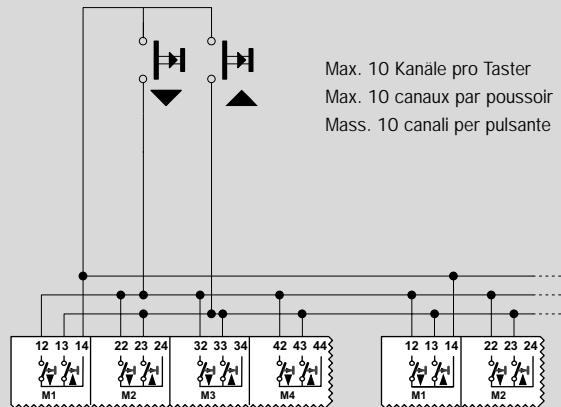 Max. 10 Kanäle pro Taster
Max. 10 canaux par poussoir
Mass. 10 canali per pulsante
12 13 14 22 23 24 32 33 34 42 43 44 12 13 14 22 23 24
M1 M2 M3 M4 M1 M2